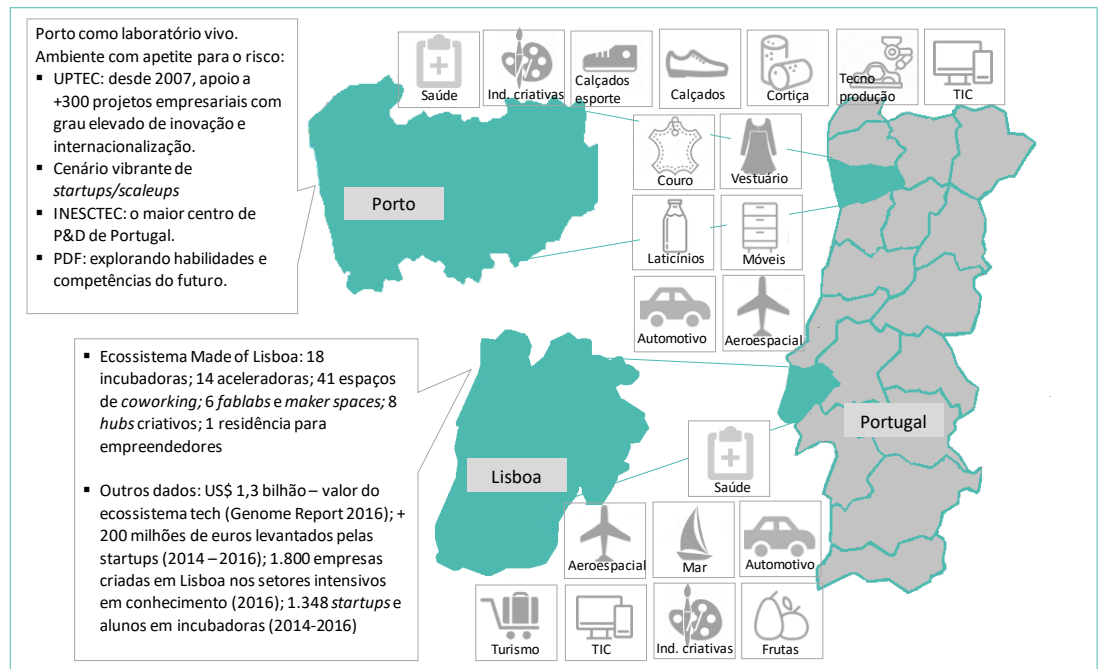 Porto como laboratório vivo.
Ambiente com apetite para o risco:
▪ UPTEC: desde 2007, apoio a
+300 projetos empresariais com
grau elevado de inovação e
internacionalização.
▪ Cenário vibrante de
startups/scaleups
▪ INESCTEC: o maior centro de
P&D de Portugal.
▪ PDF: explorando habilidades e
competências do futuro.
Saúde
Ind. criativas
Calçados
esporte
Calçados
Cortiça
Tecno
produção
TIC
Couro
Vestuário
Porto
Laticínios
Móveis
Automotivo
Aeroespacial
▪ Ecossistema Made of Lisboa: 18
incubadoras; 14 aceleradoras; 41 espaços
de coworking; 6 fablabs e maker spaces; 8
hubs criativos; 1 residência para
empreendedores
▪ Outros dados: US$ 1,3 bilhão – valor do
ecossistema tech (Genome Report 2016); +
200 milhões de euros levantados pelas
startups (2014 – 2016); 1.800 empresas
criadas em Lisboa nos setores intensivos
em conhecimento (2016); 1.348 startups e
alunos em incubadoras (2014-2016)
Portugal
Lisboa
Saúde
Aeroespacial
Mar
Automotivo
Turismo
TIC
Ind. criativas
Frutas